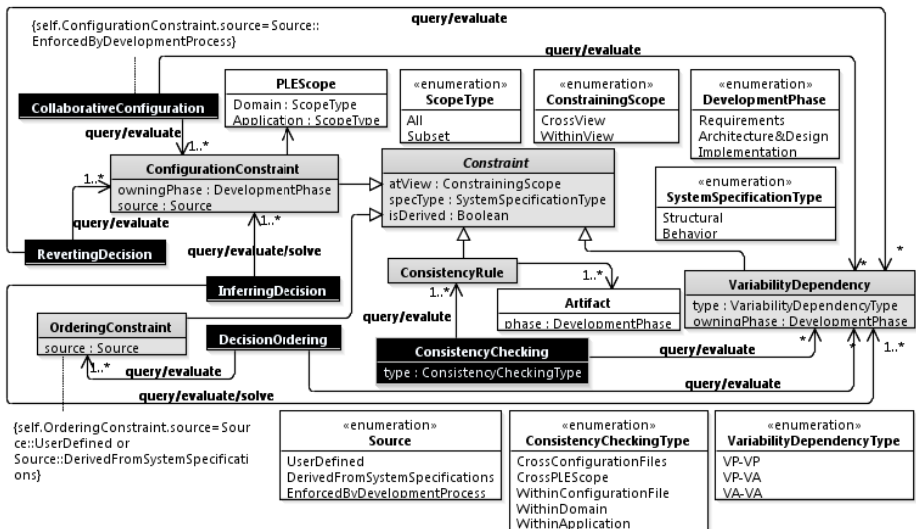 {self.ConfigurationConstraint.source=Source::
EnforcedByDevelopmentProcess}
query/evaluate
query/evaluate
CollaborativeConfiguration
query/evaluate
1..*
PLEScope
Domain : ScopeType
Application : ScopeType
«enumeration»
ScopeType
All
Subset
«enumeration»
ConstrainingScope
CrossView
WithinView
«enumeration»
DevelopmentPhase
Requirements
Architecture&Design
Implementation
ConfigurationConstraint
owningPhase : DevelopmentPhase
source : Source
1..*
1..*
Constraint
atView : ConstrainingScope
specType : SystemSpecificationType
isDerived : Boolean
«enumeration»
SystemSpecificationType
Structural
Behavior
query/evaluate
RevertingDecision
query/evaluate/solve
InferringDecision
ConsistencyRule
1..*
1..*
Artifact
phase : DevelopmentPhase
*
*
VariabilityDependency
type : VariabilityDependencyType
owningPhase : DevelopmentPhase
OrderingConstraint
source : Source
DecisionOrdering
query/evaluate
ConsistencyChecking
type : ConsistencyCheckingType
query/evaluate
*
*
1..*
1..*
query/evaluate
query/evaluate
query/evaluate/solve
{self.OrderingConstraint.source=Sour
ce::UserDefined or
Source::DerivedFromSystemSpecificati
ons}
«enumeration»
Source
UserDefined
DerivedFromSystemSpecifications
EnforcedByDevelopmentProcess
«enumeration»
ConsistencyCheckingType
CrossConfigurationFiles
CrossPLEScope
WithinConfigurationFile
WithinDomain
WithinApplication
«enumeration»
VariabilityDependencyType
VP-VP
VP-VA
VA-VA